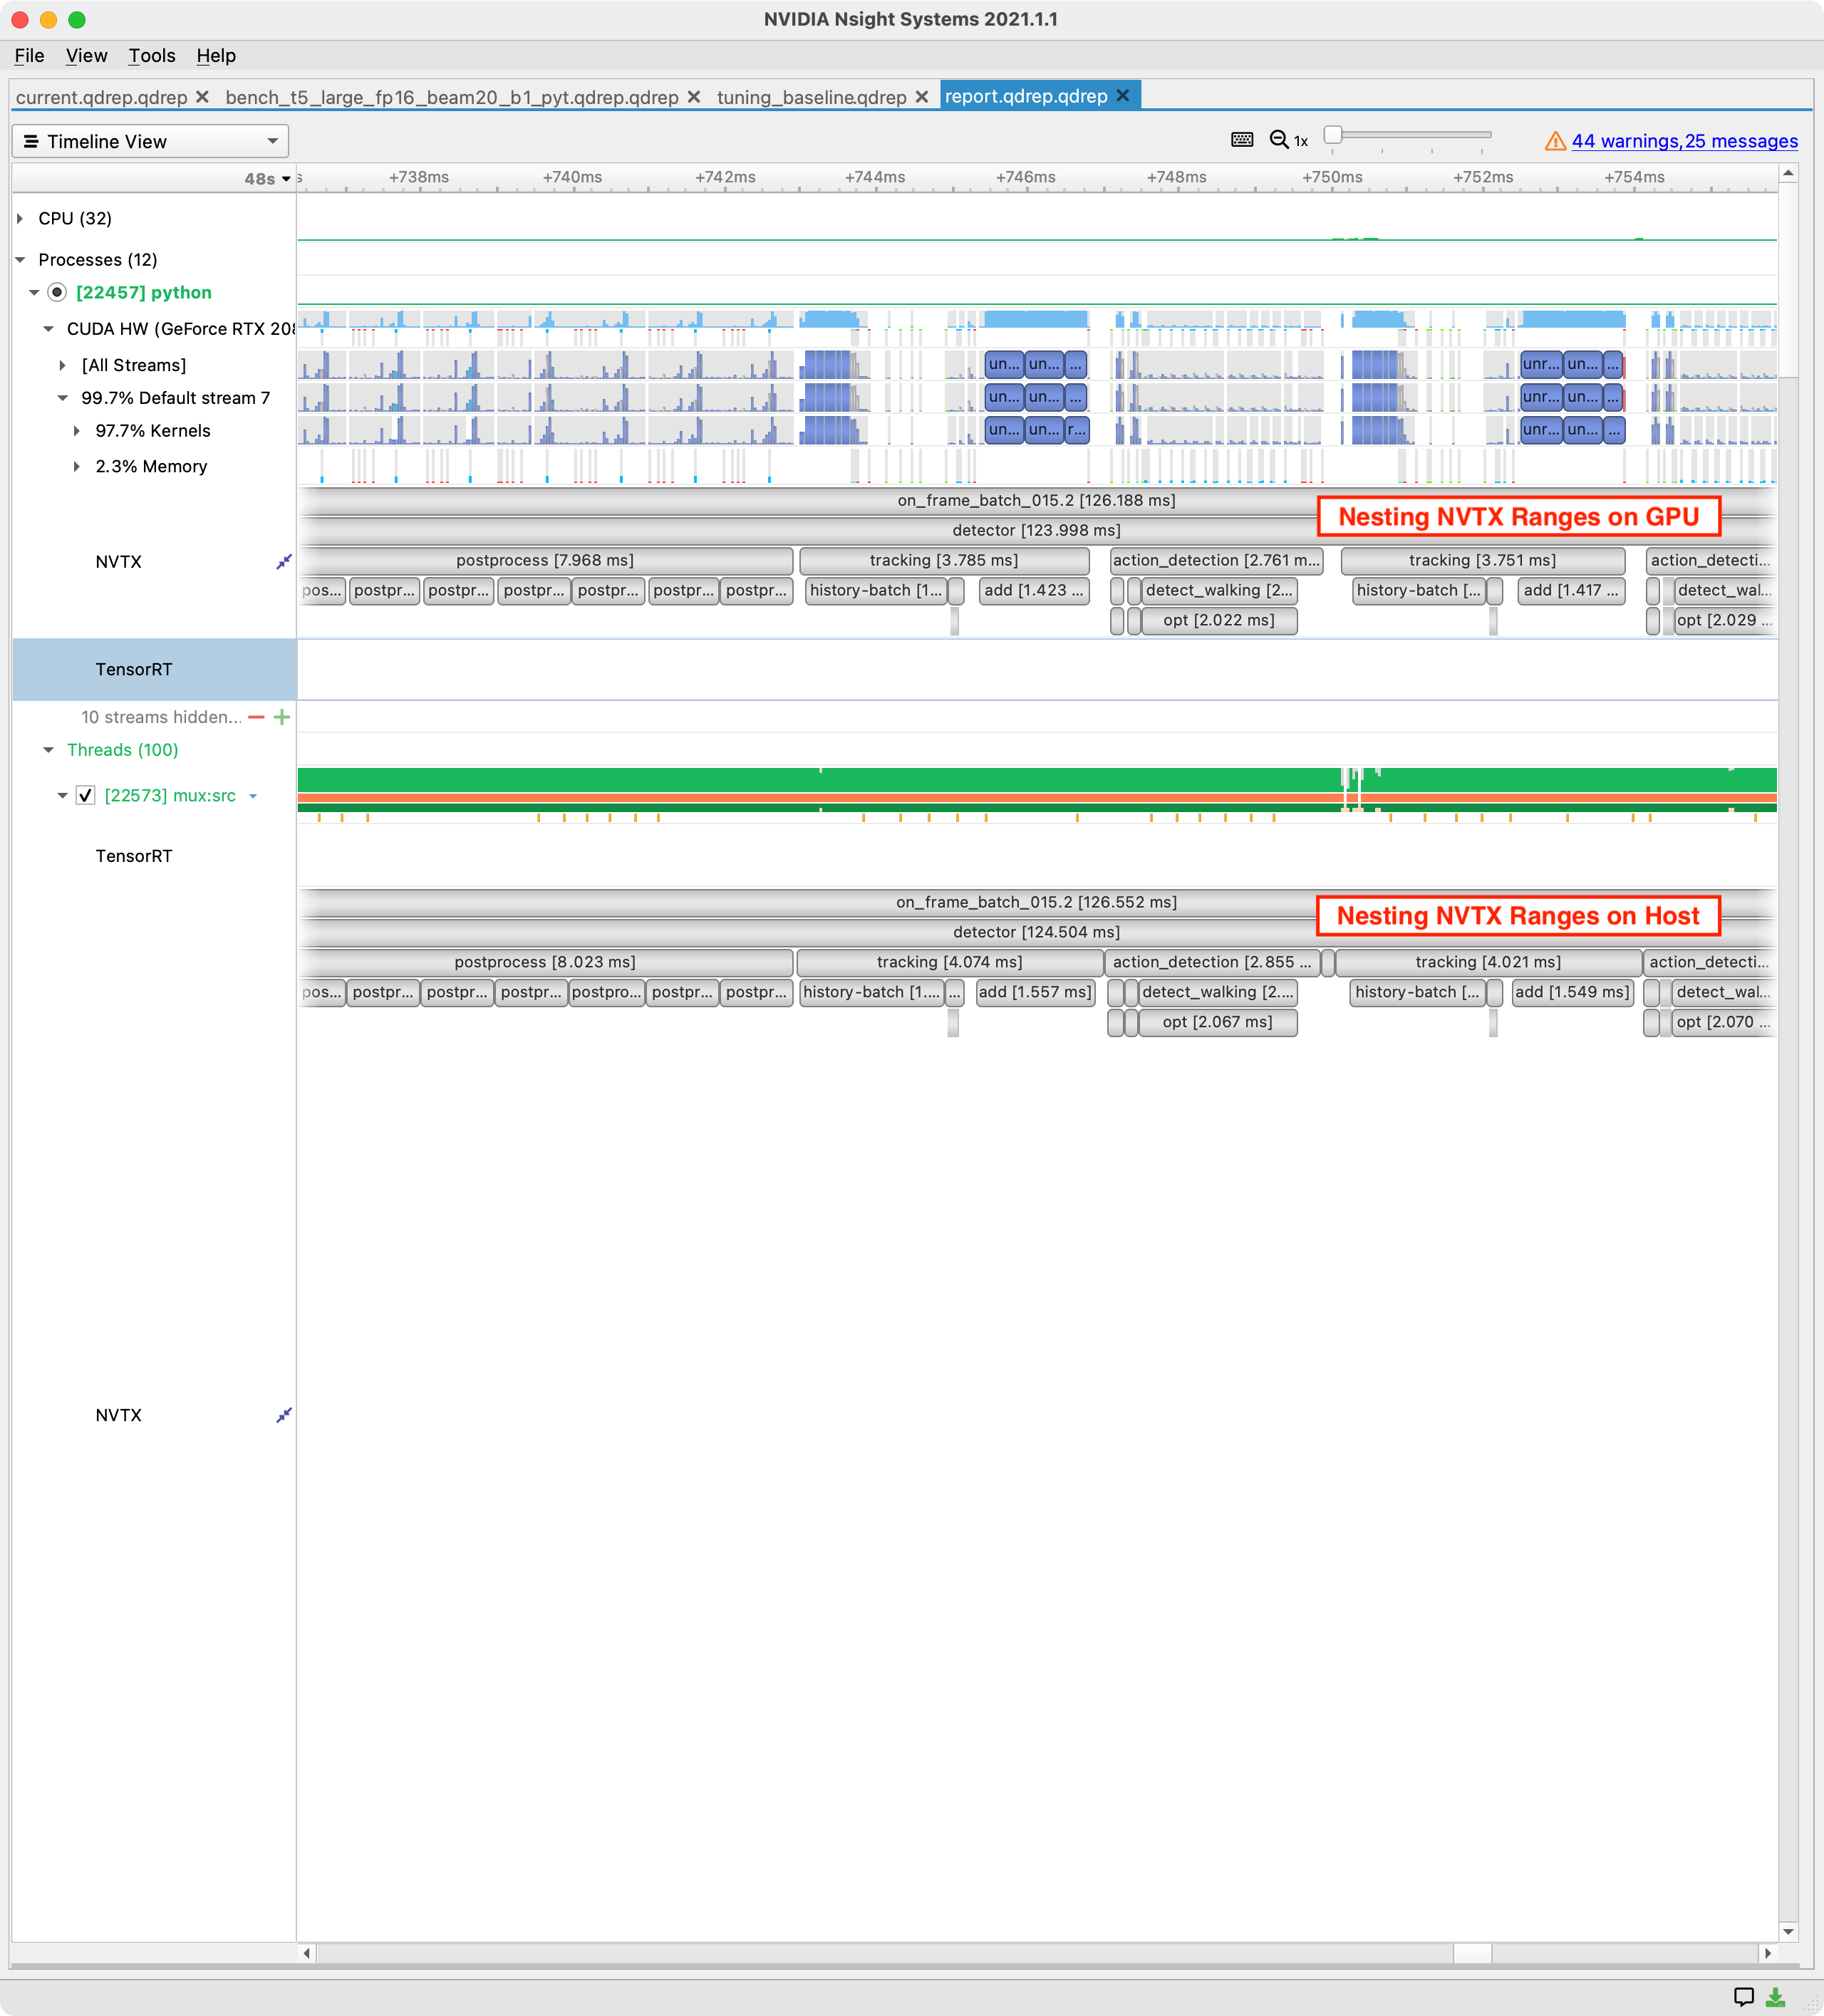 NVIDIA Nsight Systems 2021.1.1
File View Tools Help
current.qdrep.qdrep bench_t5_large_fp16_beam20_b1_pyt.qdrep.qdrep tuning_baseline.qdrep report.qdrep.qdrep
Timeline View 1x 44 warnings, 25 messages
48s s +738ms +740ms +742ms +744ms +746ms +748ms +750ms +752ms +754ms
CPU (32)
Processes (12)
[22457] python
CUDA HW (GeForce RTX 208
[All Streams] un... un... ... unr... un... ...
99.7% Default stream 7 un... un... ... unr... un... ...
97.7% Kernels un... un... r... unr... un... ...
2.3% Memory
on_frame_batch_015.2 [126.188 ms]
Nesting NVTX Ranges on GPU
detector [123.998 ms]
NVTX postprocess [7.968 ms] tracking [3.785 ms] action_detection [2.761 m... tracking [3.751 ms] action_detecti...
pos... postpr... postpr... postpr... postpr... postpr... postpr... history-batch [1... add [1.423 ... detect_walking [2... history-batch [... add [1.417 ... detect_wal...
opt [2.022 ms] opt [2.029 ...
TensorRT
10 streams hidden...
Threads (100)
[22573] mux:src
TensorRT
on_frame_batch_015.2 [126.552 ms]
Nesting NVTX Ranges on Host
detector [124.504 ms]
postprocess [8.023 ms] tracking [4.074 ms] action_detection [2.855 ... tracking [4.021 ms] action_detecti...
pos... postpr... postpr... postpr... postpro... postpr... postpr... history-batch [1.... ... add [1.557 ms] detect_walking [2.... history-batch [... add [1.549 ms] detect_wal...
opt [2.067 ms] opt [2.070 ...
NVTX